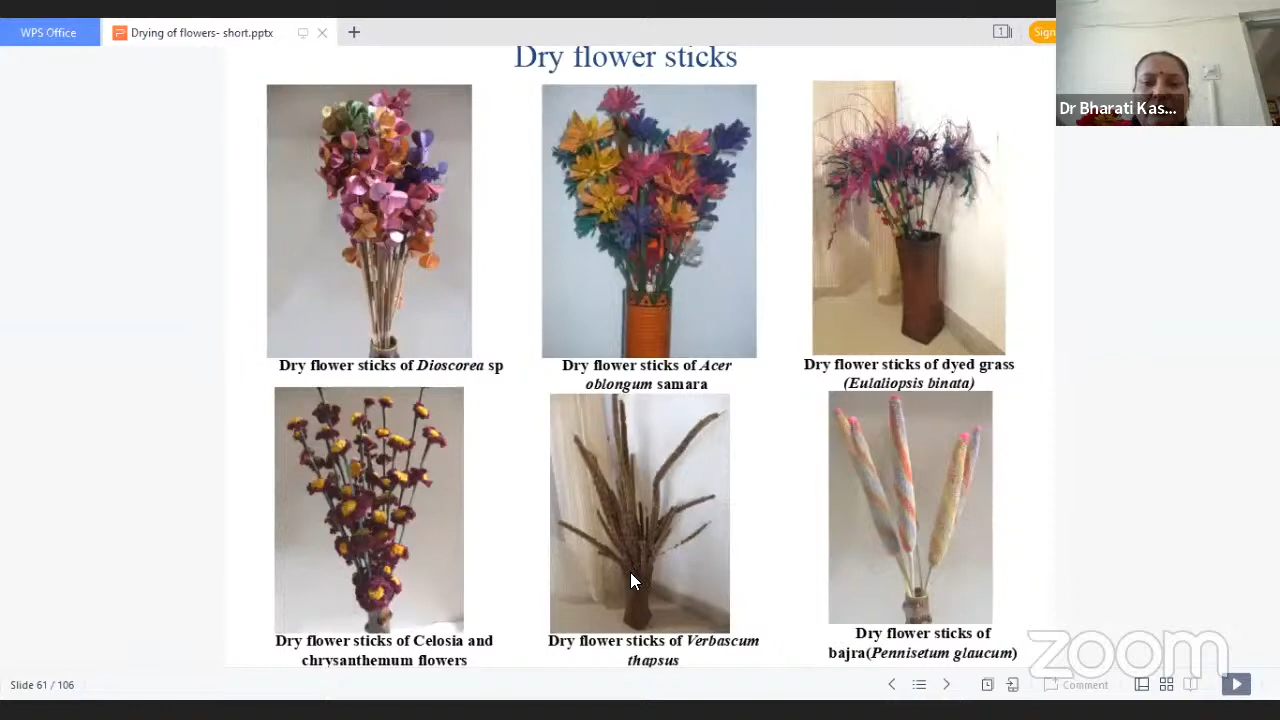 WPS Office
Drying of flowers- short.pptx
1
Sign
Dr Bharati Kas...
Dry flower sticks
Dry flower sticks of Dioscorea sp
Dry flower sticks of Acer
oblongum samara
Dry flower sticks of dyed grass
(Eulaliopsis binata)
Dry flower sticks of Celosia and
chrysanthemum flowers
Dry flower sticks of Verbascum
thapsus
Dry flower sticks of
bajra(Pennisetum glaucum)
zoom
Slide 61 / 106
Comment